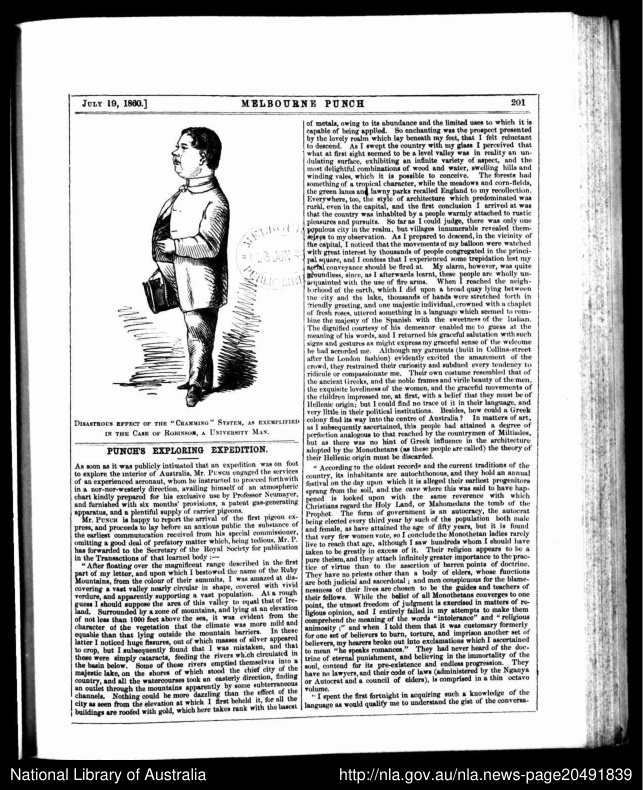 JULY 19, 1860.]
MELBOURNE PUNCH
201
DISASTROUS EFFECT OF THE "CRAMMING" SYSTEM, AS EXEMPLIFIED
IN THE CASE OF ROBINSON, A UNIVERSITY MAN.
PUNCH'S EXPLORING EXPEDITION.
As soon as it was publicly intimated that an expedition was on foot
to explore the interior of Australia, MR. PUNCH engaged the services
of an experienced aeronaut, whom he instructed to proceed forthwith
in a nor-nor-westerly direction, availing himself of an atmospheric
chart kindly prepared for his exclusive use by Professor Neumayer,
and furnished with six months' provisions, a patent gas-generating
apparatus, and a plentiful supply of carrier pigeons.
MR. PUNCH is happy to report the arrival of the first pigeon ex-
press, and proceeds to lay before an anxious public the substance of
the earliest communication received from his special commissioner,
omitting a good deal of prefatory matter which, being tedious, Mr. P.
has forwarded to the Secretary of the Royal Society for publication
in the Transactions of that learned body :—
"After floating over the magnificent range described in the first
part of my letter, and upon which I bestowed the name of the Ruby
Mountains, from the colour of their summits, I was amazed at dis-
covering a vast valley nearly circular in shape, covered with vivid
verdure, and apparently supporting a vast population. At a rough
guess I should suppose the area of this valley to equal that of Ire-
land. Surrounded by a zone of mountains, and lying at an elevation
of not less than 1000 feet above the sea, it was evident from the
character of the vegetation that the climate was more mild and
equable than that lying outside the mountain barriers. In these
latter I noticed huge fissures, out of which masses of silver appeared
to crop, but I subsequently found that I was mistaken, and that
these were simply cataracts, feeding the rivers which circulated in
the basin below. Some of these rivers emptied themselves into a
majestic lake, on the shores of which stood the chief city of the
country, and all the watercourses took an easterly direction, finding
an outlet through the mountains apparently by some subterraneous
channels. Nothing could be more dazzling than the effect of the
city as seen from the elevation at which I first beheld it, for all the
buildings are roofed with gold, which here takes rank with the basest
of metals, owing to its abundance and the limited uses to which it is
capable of being applied. So enchanting was the prospect presented
by the lovely realm which lay beneath my feet, that I felt reluctant
to descend. As I swept the country with my glass I perceived that
what at first sight seemed to be a level valley was in reality an un-
dulating surface, exhibiting an infinite variety of aspect, and the
most delightful combinations of wood and water, swelling hills and
winding vales, which it is possible to conceive. The forests had
something of a tropical character, while the meadows and corn-fields,
the green lanes and lawny parks recalled England to my recollection.
Everywhere, too, the style of architecture which predominated was
rural, even in the capital, and the first conclusion I arrived at was
that the country was inhabited by a people warmly attached to rustic
pleasures and pursuits. So far as I could judge, there was only one
populous city in the realm, but villages innumerable revealed them-
selves to my observation. As I prepared to descend, in the vicinity of
the capital, I noticed that the movements of my balloon were watched
with great interest by thousands of people congregated in the princi-
pal square, and I confess that I experienced some trepidation lest my
aerial conveyance should be fired at. My alarm, however, was quite
groundless, since, as I afterwards learnt, these people are wholly un-
acquainted with the use of fire arms. When I reached the neigh-
borhood of the earth, which I did upon a broad quay lying between
the city and the lake, thousands of hands were stretched forth in
friendly greeting, and one majestic individual, crowned with a chaplet
of fresh roses, uttered something in a language which seemed to com-
bine the majesty of the Spanish with the sweetness of the Italian.
The dignified courtesy of his demeanor enabled me to guess at the
meaning of his words, and I returned his graceful salutation with such
signs and gestures as might express my graceful sense of the welcome
he had accorded me. Although my garments (built in Collins-street
after the London fashion) evidently excited the amazement of the
crowd, they restrained their curiosity and subdued every tendency to
ridicule or compassionate me. Their own costume resembled that of
the ancient Greeks, and the noble frames and virile beauty of the men,
the exquisite loveliness of the women, and the graceful movements of
the children impressed me, at first, with a belief that they must be of
Hellenic origin; but I could find no trace of it in their language, and
very little in their political institutions. Besides, how could a Greek
colony find its way into the centre of Australia? In matters of art,
as I subsequently ascertained, this people had attained a degree of
perfection analogous to that reached by the countrymen of Miltiades,
but as there was no hint of Greek influence in the architecture
adopted by the Monothetans (as these people are called) the theory of
their Hellenic origin must be discarded.
"According to the oldest records and the current traditions of the
country, its inhabitants are autochthonous, and they hold an annual
festival on the day upon which it is alleged their earliest progenitors
sprang from the soil, and the cave where this was said to have hap-
pened is looked upon with the same reverence with which
Christians regard the Holy Land, or Mahomedans the tomb of the
Prophet. The form of government is an autocracy, the autocrat
being elected every third year by such of the population both male
and female, as have attained the age of fifty years, but it is found
that very few women vote, so I conclude the Monothetan ladies rarely
live to reach that age, although I saw hundreds whom I should have
taken to be greatly in excess of it. Their religion appears to be a
pure theism, and they attach infinitely greater importance to the prac-
tice of virtue than to the assertion of barren points of doctrine.
They have no priests other than a body of elders, whose functions
are both judicial and sacerdotal; and men conspicuous for the blame-
nessness of their lives are chosen to be the guides and teachers of
their fellows. While the belief of all Monothetans converges to one
point, the utmost freedom of judgment is exercised in matters of re-
ligious opinion, and I entirely failed in my attempts to make them
comprehend the meaning of the words "intolerance" and "religious
animosity;" and when I told them that it was customary formerly
for one set of believers to burn, torture, and imprison another set of
believers, my hearers broke out into exclamations which I ascertained
to mean "he speaks romances." They had never heard of the doc-
trine of eternal punishment, and believing in the immortality of the
soul, contend for its pre-existence and endless progression. They
have no lawyers, and their code of laws (administered by the Nganya
or Autocrat and a council of elders), is comprised in a thin octavo
volume.
"I spent the first fortnight in acquiring such a knowledge of the
language as would qualify me to understand the gist of the conversa-
National Library of Australia
http://nla.gov.au/nla.news-page20491839